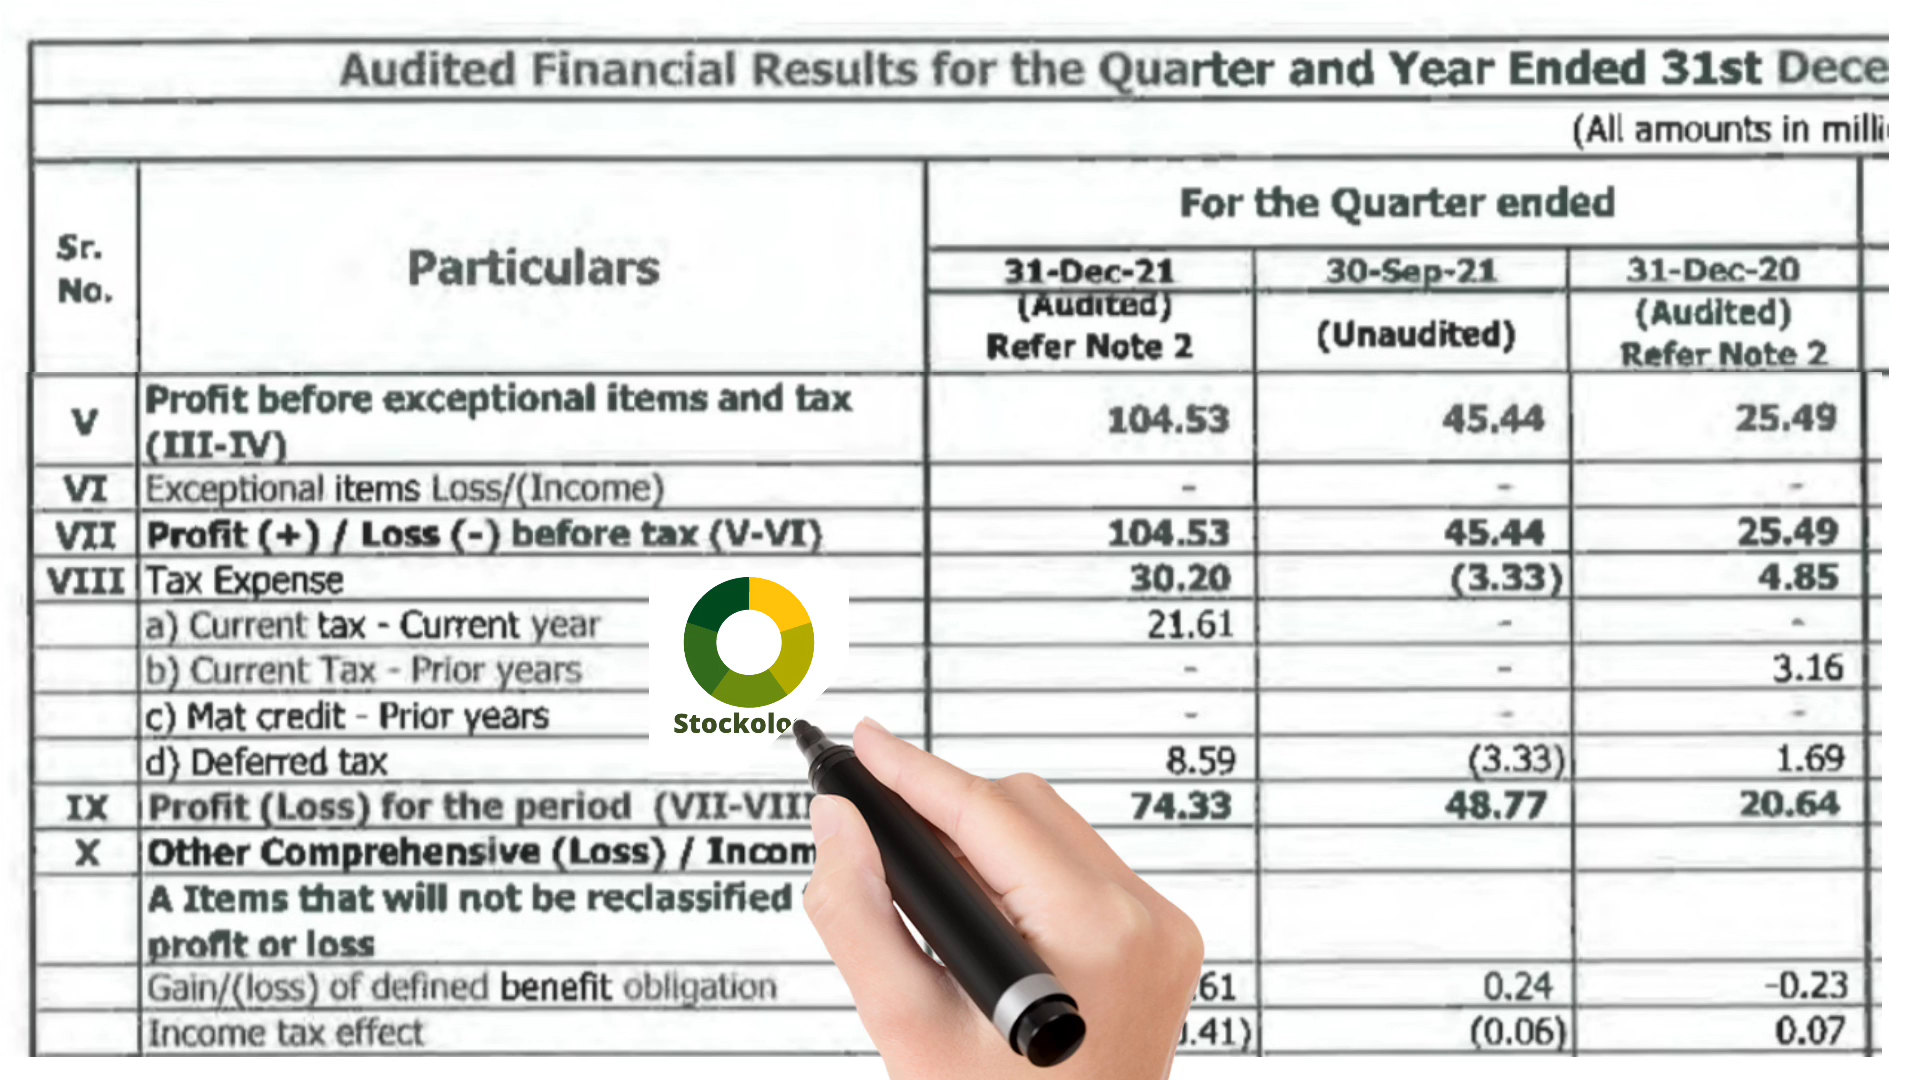 Audited Financial Results for the Quarter and Year Ended 31st Dece
(All amounts in milli
Sr. No. Particulars For the Quarter ended
31-Dec-21 30-Sep-21 31-Dec-20
(Audited) Refer Note 2 (Unaudited) (Audited) Refer Note 2
V Profit before exceptional items and tax (III-IV) 104.53 45.44 25.49
VI Exceptional items Loss/(Income) - - -
VII Profit (+) / Loss (-) before tax (V-VI) 104.53 45.44 25.49
VIII Tax Expense 30.20 (3.33) 4.85
a) Current tax - Current year 21.61 - -
b) Current Tax - Prior years - - 3.16
c) Mat credit - Prior years - - -
Stockolo
d) Deferred tax 8.59 (3.33) 1.69
IX Profit (Loss) for the period (VII-VIII 74.33 48.77 20.64
X Other Comprehensive (Loss) / Incom
A Items that will not be reclassified
profit or loss
Gain/(loss) of defined benefit obligation .61 0.24 -0.23
Income tax effect .41) (0.06) 0.07